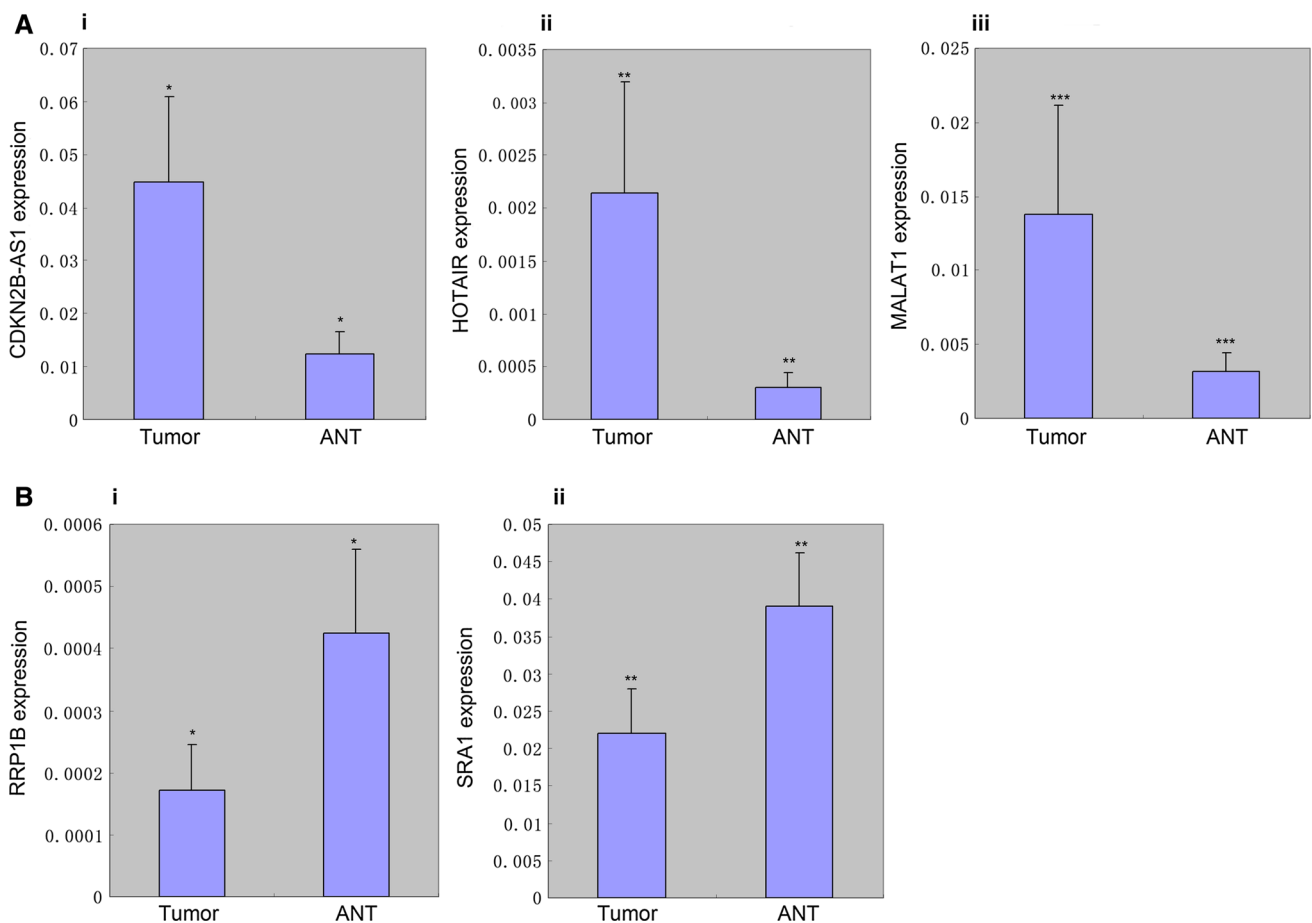 A
i
CDKN2B-AS1 expression
0.07
0.06
0.05
0.04
0.03
0.02
0.01
0
*
*
Tumor
ANT
ii
HOTAIR expression
0.0035
0.003
0.0025
0.002
0.0015
0.001
0.0005
0
**
**
Tumor
ANT
iii
MALAT1 expression
0.025
0.02
0.015
0.01
0.005
0
***
***
Tumor
ANT
B
i
RRP1B expression
0.0006
0.0005
0.0004
0.0003
0.0002
0.0001
0
*
*
Tumor
ANT
ii
SRA1 expression
0.05
0.045
0.04
0.035
0.03
0.025
0.02
0.015
0.01
0.005
0
**
**
Tumor
ANT